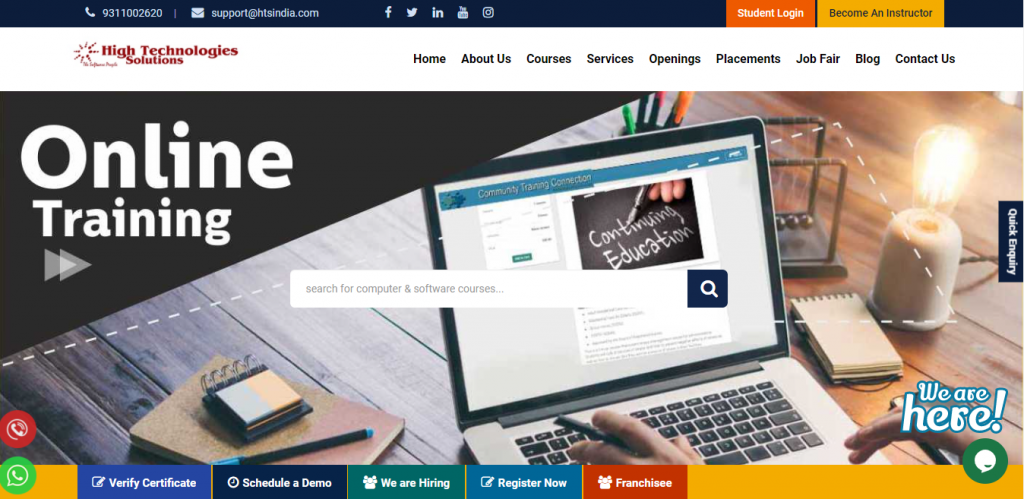 9311002620 | support@htsindia.com
Student Login
Become An Instructor
High Technologies
Solutions
The Software People
Home About Us Courses Services Openings Placements Job Fair Blog Contact Us
Online
Training
Community Training Connection
Continuing
Education
search for computer & software courses...
Quick Enquiry
We are
here!
Verify Certificate
Schedule a Demo
We are Hiring
Register Now
Franchisee